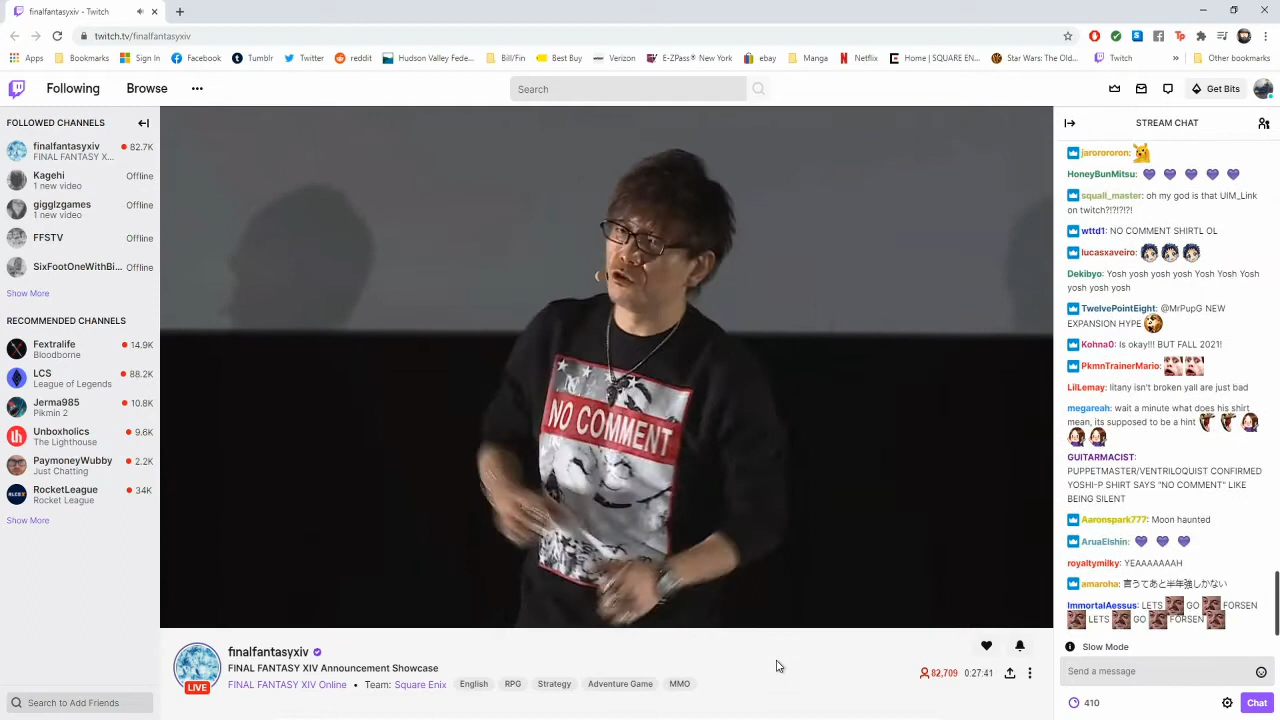 finalfantasyxiv - Twitch
twitch.tv/finalfantasyxiv
Apps
Bookmarks
Sign In
Facebook
Tumblr
Twitter
reddit
Hudson Valley Fede...
Bill/Fin
Best Buy
Verizon
E-ZPass® New York
ebay
Manga
Netflix
Home | SQUARE EN...
Star Wars: The Old...
Twitch
»
Other bookmarks
Following
Browse
Search
Get Bits
FOLLOWED CHANNELS
finalfantasyxiv
82.7K
FINAL FANTASY X...
Kagehi
Offline
1 new video
gigglzgames
Offline
1 new video
FFSTV
Offline
SixFootOneWithBi...
Offline
Show More
RECOMMENDED CHANNELS
Fextralife
14.9K
Bloodborne
LCS
88.2K
League of Legends
Jerma985
10.8K
Pikmin 2
Unboxholics
9.6K
The Lighthouse
PaymoneyWubby
2.2K
Just Chatting
RocketLeague
34K
Rocket League
Show More
Search to Add Friends
NO COMMENT
LIVE
finalfantasyxiv
FINAL FANTASY XIV Announcement Showcase
FINAL FANTASY XIV Online • Team: Square Enix
English
RPG
Strategy
Adventure Game
MMO
82,709
0:27:41
STREAM CHAT
jarorororon:
HoneyBunMitsu:
squall_master: oh my god is that UIM_Link
on twitch?!?!?!?!
wttd1: NO COMMENT SHIRTL OL
lucasxaveiro:
Dekibyo: Yosh yosh yosh yosh Yosh Yosh Yosh
yosh yosh yosh
TwelvePointEight: @MrPupG NEW
EXPANSION HYPE
Kohna0: Is okay!!! BUT FALL 2021!
PkmnTrainerMario:
LilLemay: litany isn't broken yall are just bad
megareah: wait a minute what does his shirt
mean, its supposed to be a hint
GUITARMACIST:
PUPPETMASTER/VENTRILOQUIST CONFIRMED
YOSHI-P SHIRT SAYS "NO COMMENT" LIKE
BEING SILENT
Aaronspark777: Moon haunted
AruaElshin:
royaltymilky: YEAAAAAAH
amaroha: 言うてあと半年強しかない
ImmortalAessus: LETS GO FORSEN
LETS GO FORSEN
Slow Mode
Send a message
410
Chat